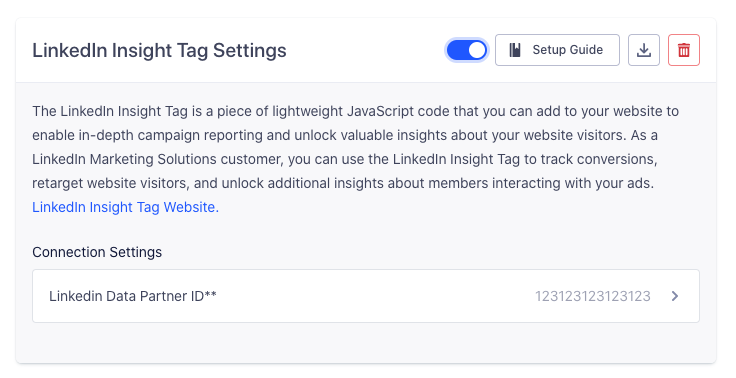 LinkedIn Insight Tag Settings
Setup Guide
The LinkedIn Insight Tag is a piece of lightweight JavaScript code that you can add to your website to
enable in-depth campaign reporting and unlock valuable insights about your website visitors. As a
LinkedIn Marketing Solutions customer, you can use the LinkedIn Insight Tag to track conversions,
retarget website visitors, and unlock additional insights about members interacting with your ads.
LinkedIn Insight Tag Website.
Connection Settings
Linkedin Data Partner ID** 123123123123123